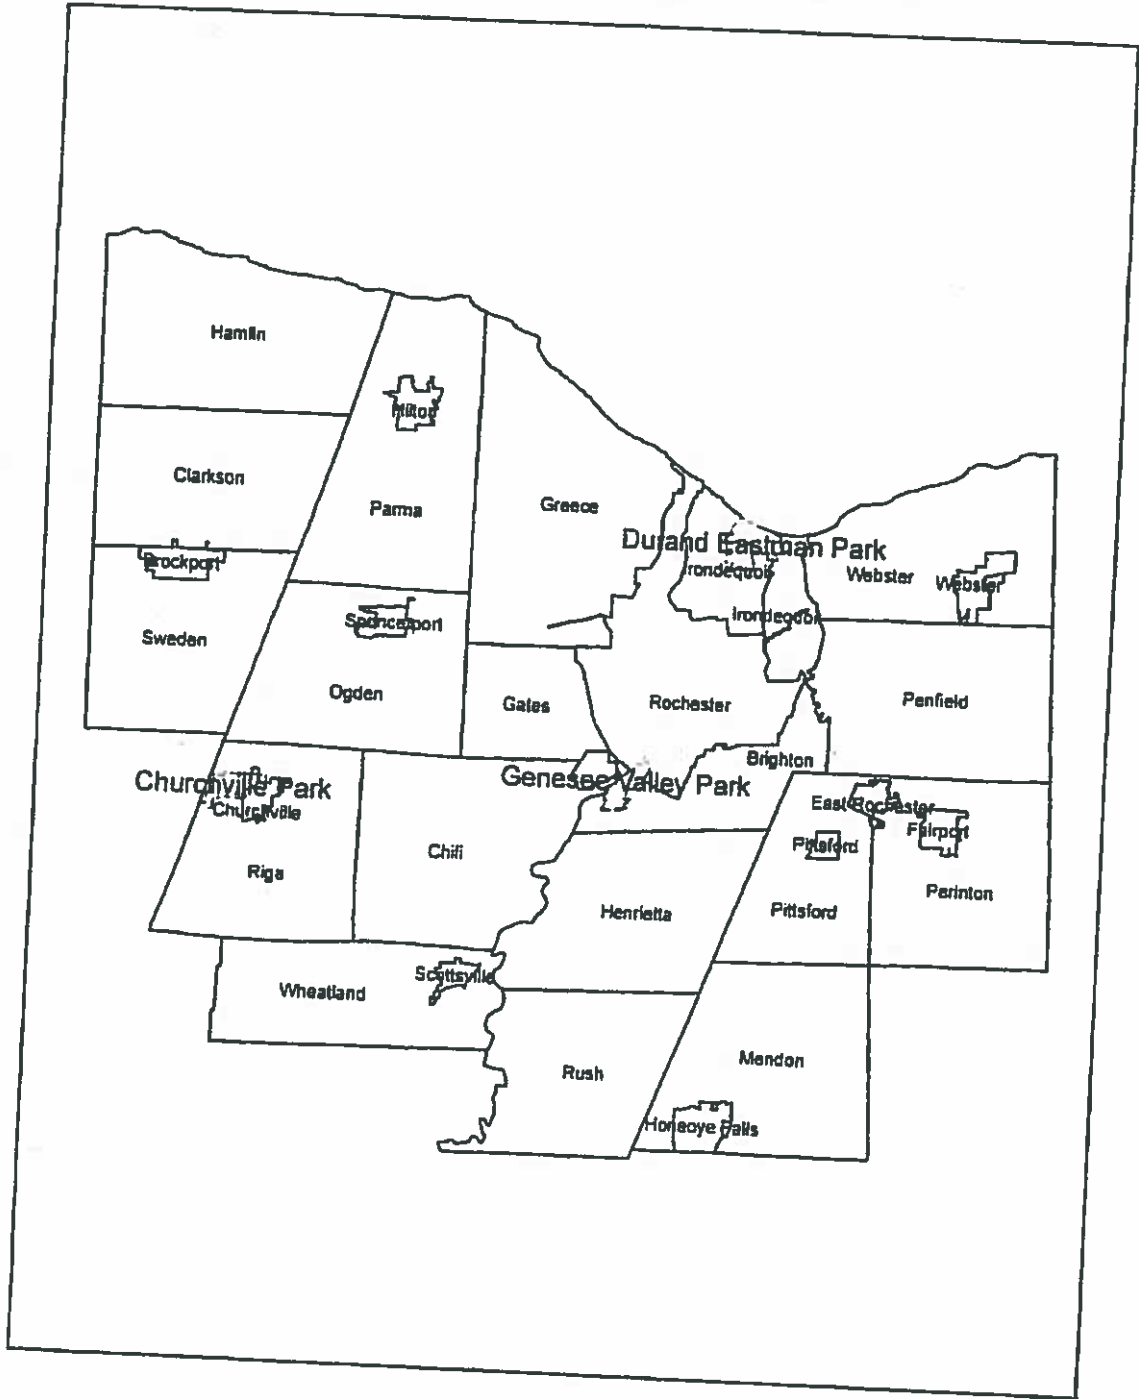 Hamlin
Hilton
Clarkson
Parma
Greece
Durand Eastman Park
Brockport
Irondequoit
Webster
Webster
Irondequoit
Spencerport
Sweden
Ogden
Gates
Rochester
Penfield
Brighton
Churchville Park
Genesee Valley Park
Churchville
East Rochester
Fairport
Pittsford
Chili
Riga
Perinton
Henrietta
Pittsford
Scottsville
Wheatland
Mendon
Rush
Honeoye Falls